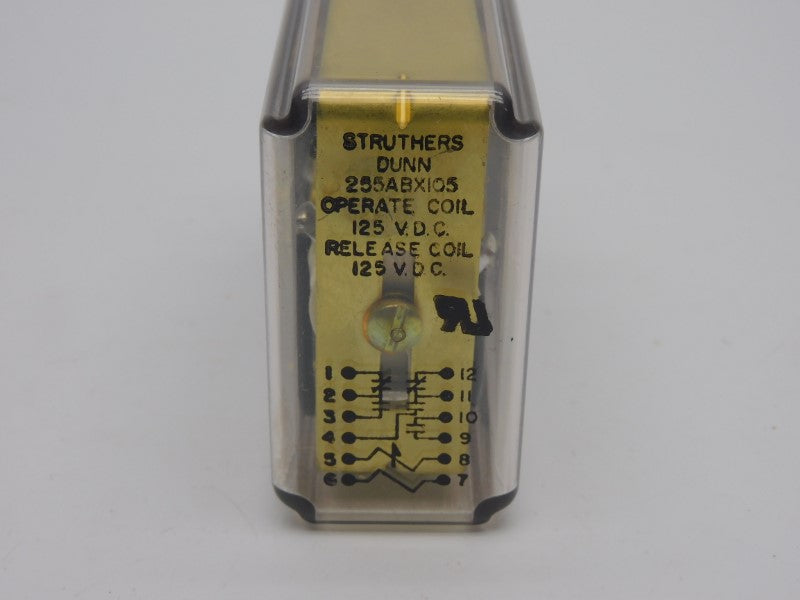 STRUTHERS
DUNN
255ABX105
OPERATE COIL
125 V.D.C.
RELEASE COIL
125 V.D.C.
RU
1 12
2 11
3 10
4 9
5 8
6 7